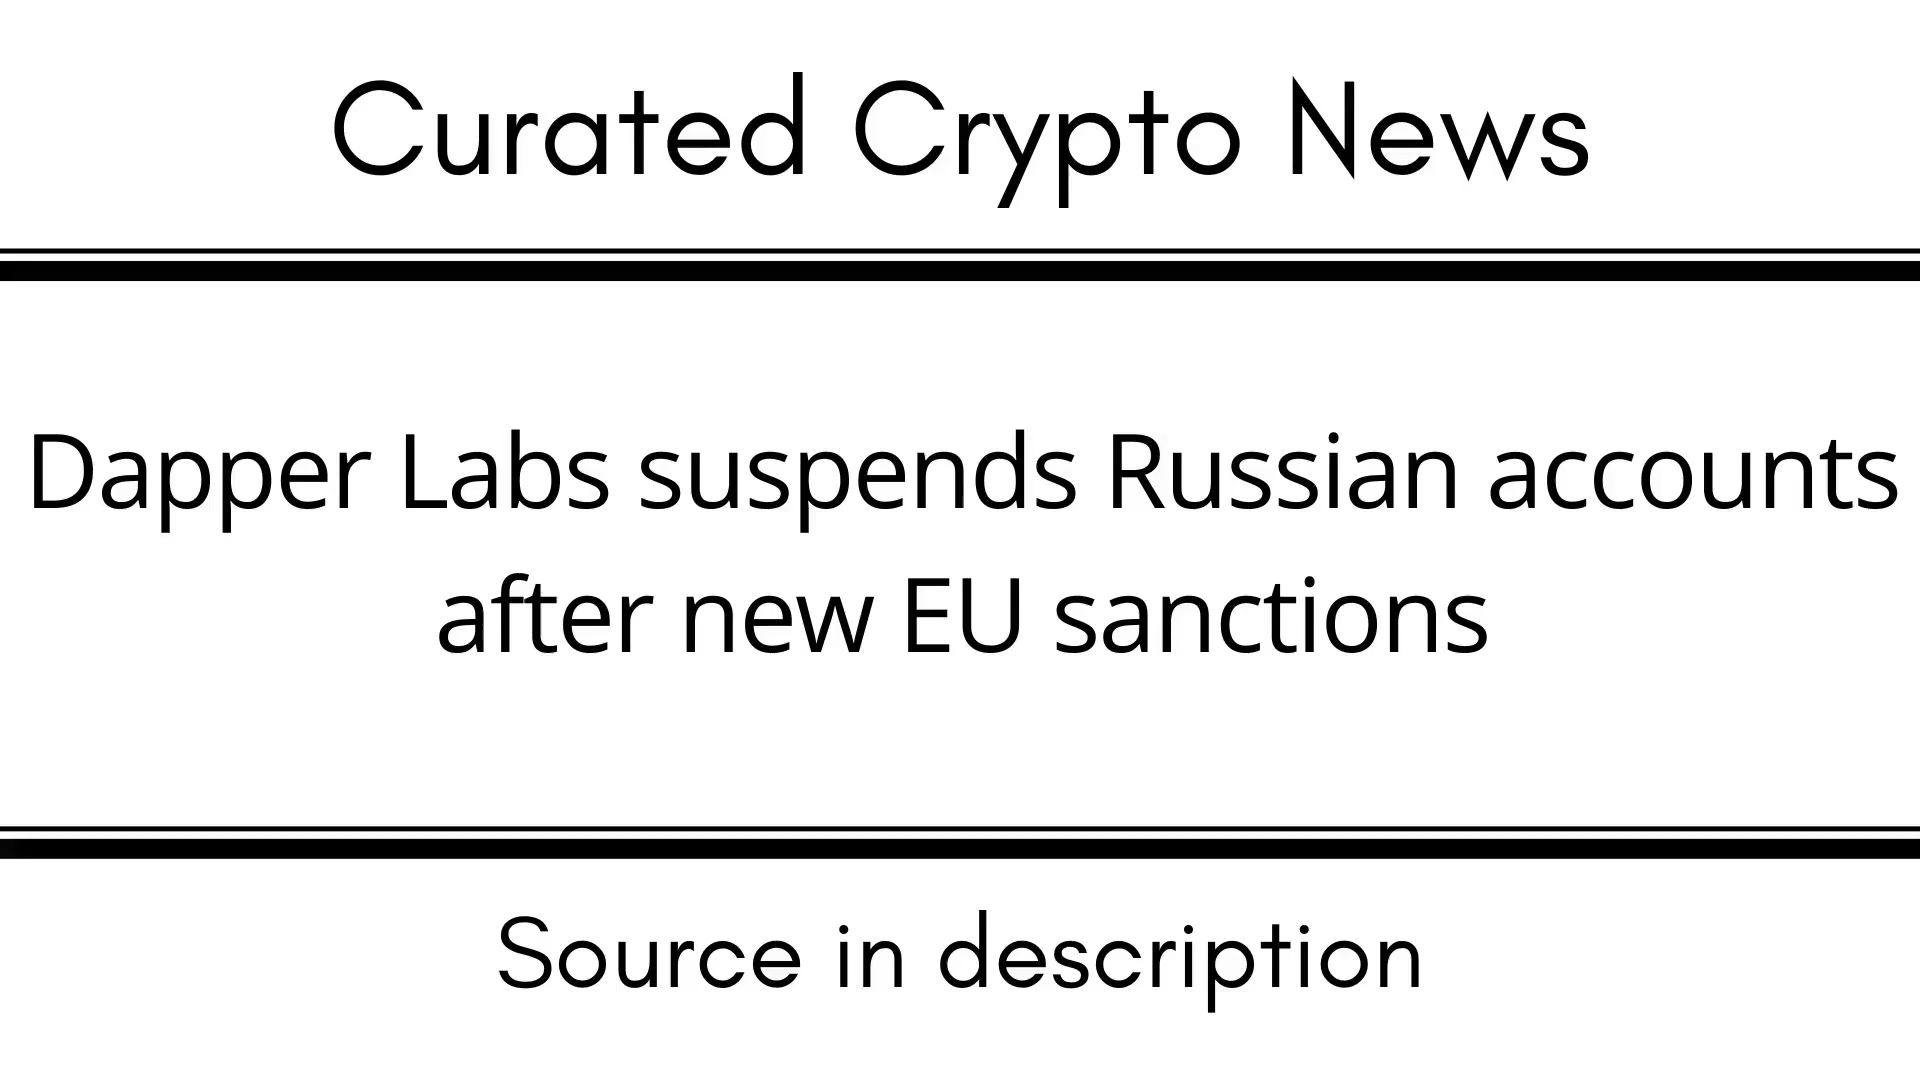 Curated Crypto News
Dapper Labs suspends Russian accounts
after new EU sanctions
Source in description